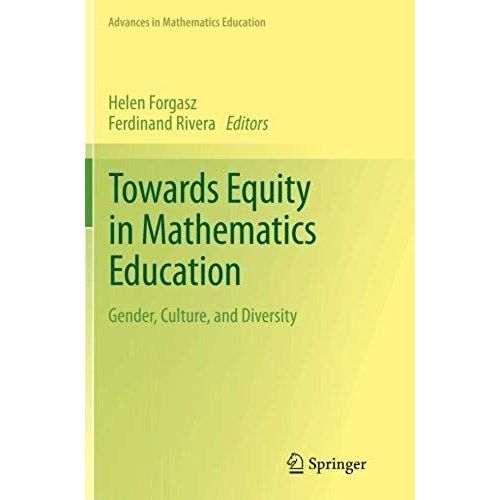 Advances in Mathematics Education
Helen Forgasz
Ferdinand Rivera Editors
Towards Equity
in Mathematics
Education
Gender, Culture, and Diversity
Springer